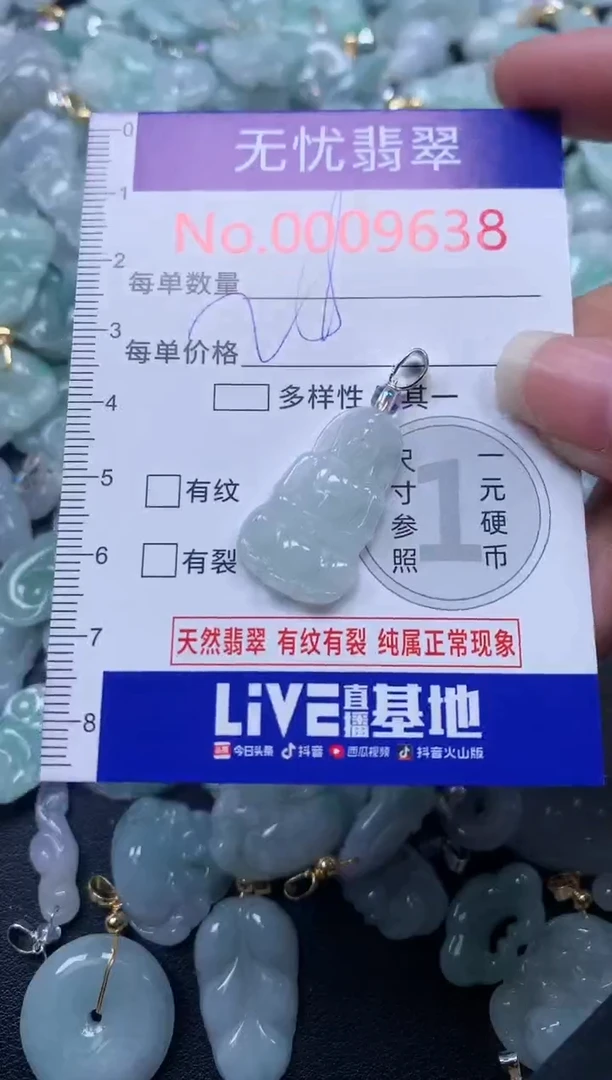 无忧翡翠
No.0009638
每单数量
每单价格
多样性 其一
有纹
有裂
尺寸参照
1
一元硬币
天然翡翠 有纹有裂 纯属正常现象
LiVE直播基地
今日头条 抖音 西瓜视频 抖音火山版
0
1
2
3
4
5
6
7
8